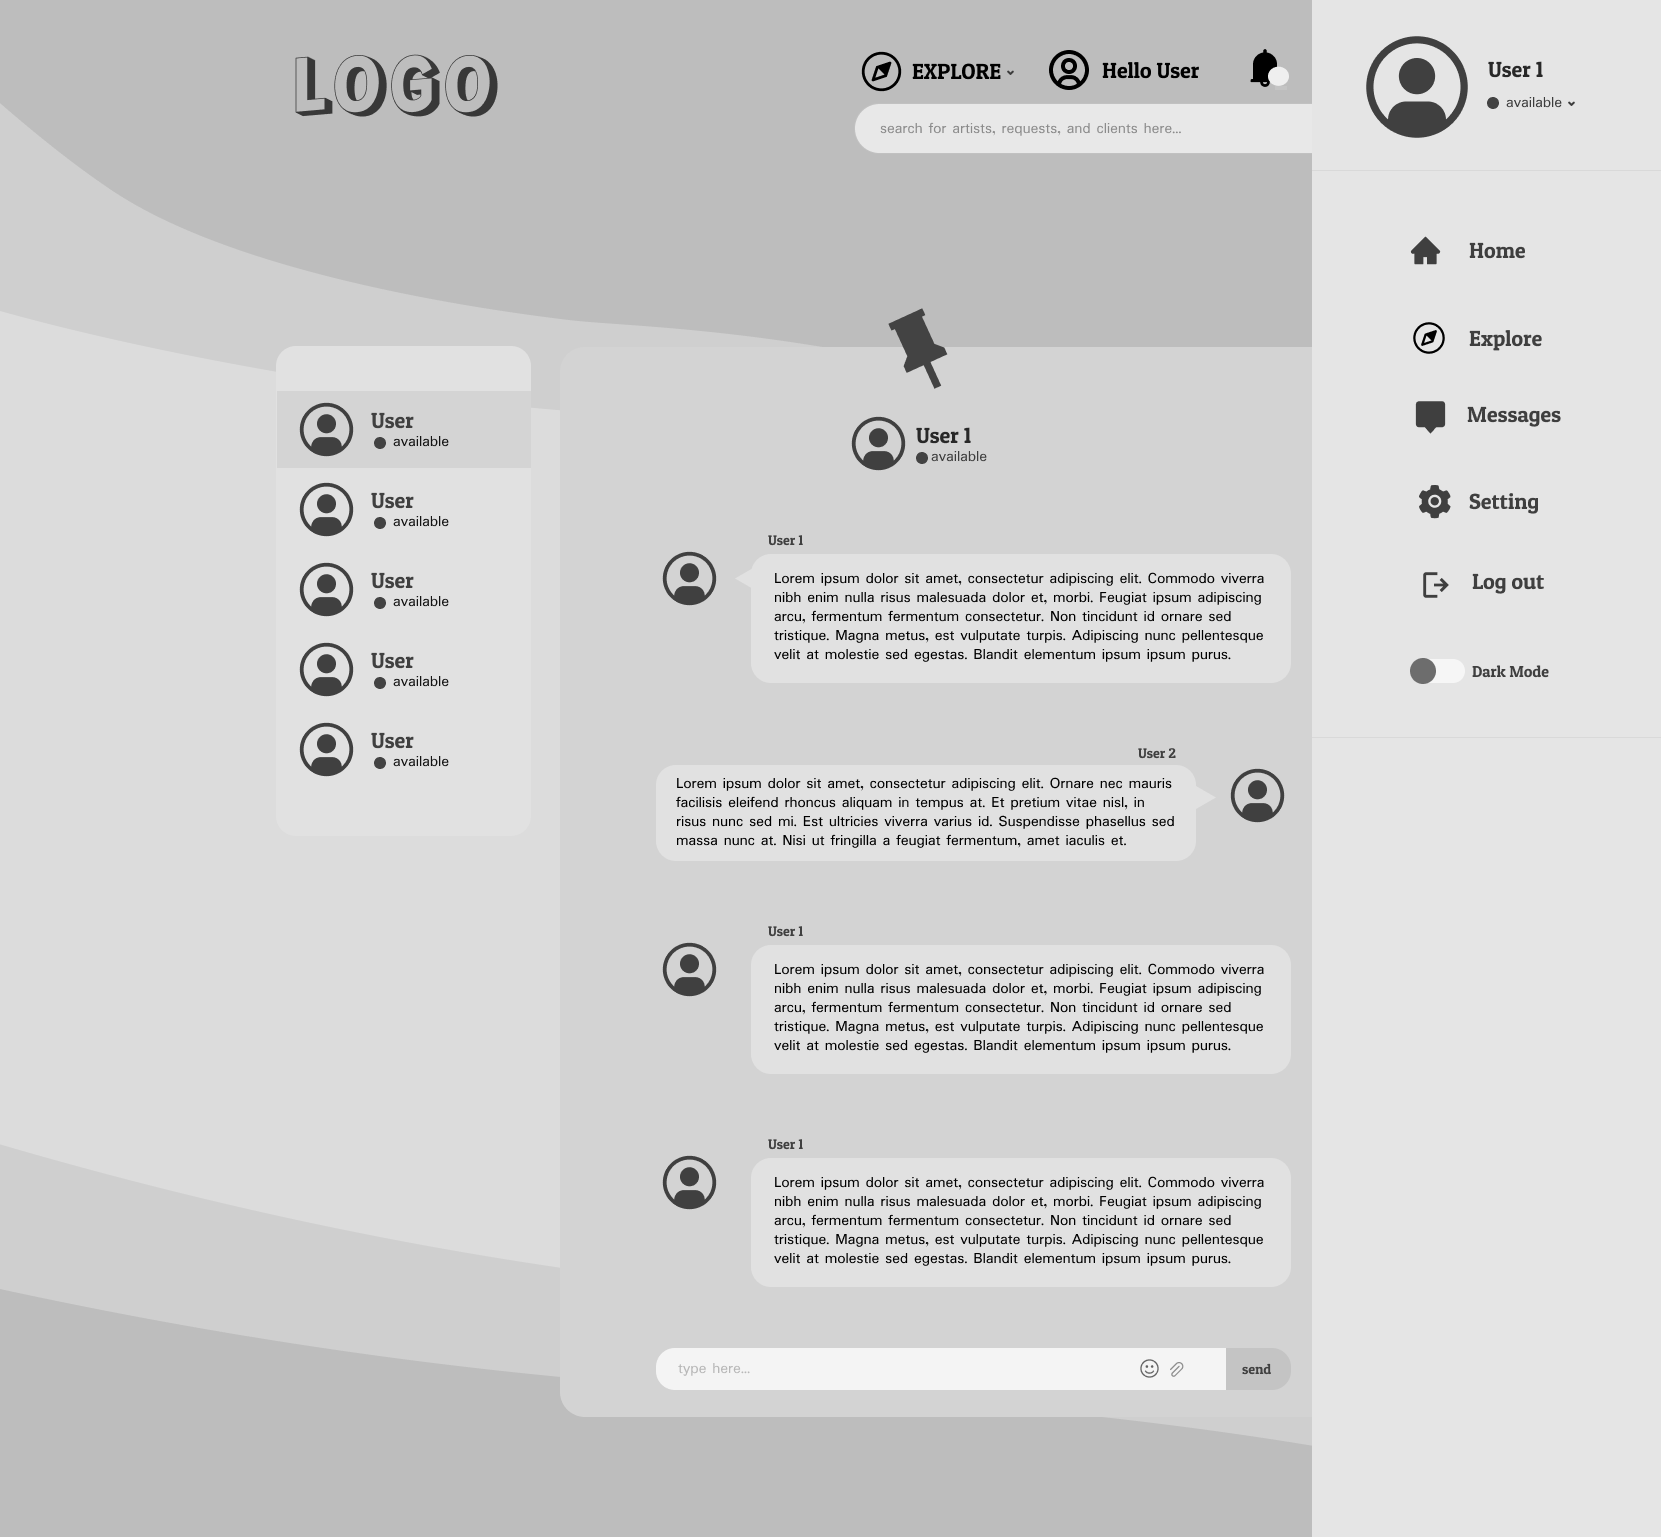 LOGO
EXPLORE
Hello User
search for artists, requests, and clients here...
User 1
available
Home
Explore
Messages
Setting
Log out
Dark Mode
User
available
User
available
User
available
User
available
User
available
User 1
available
User 1
Lorem ipsum dolor sit amet, consectetur adipiscing elit. Commodo viverra
nibh enim nulla risus malesuada dolor et, morbi. Feugiat ipsum adipiscing
arcu, fermentum fermentum consectetur. Non tincidunt id ornare sed
tristique. Magna metus, est vulputate turpis. Adipiscing nunc pellentesque
velit at molestie sed egestas. Blandit elementum ipsum ipsum purus.
User 2
Lorem ipsum dolor sit amet, consectetur adipiscing elit. Ornare nec mauris
facilisis eleifend rhoncus aliquam in tempus at. Et pretium vitae nisl, in
risus nunc sed mi. Est ultricies viverra varius id. Suspendisse phasellus sed
massa nunc at. Nisi ut fringilla a feugiat fermentum, amet iaculis et.
User 1
Lorem ipsum dolor sit amet, consectetur adipiscing elit. Commodo viverra
nibh enim nulla risus malesuada dolor et, morbi. Feugiat ipsum adipiscing
arcu, fermentum fermentum consectetur. Non tincidunt id ornare sed
tristique. Magna metus, est vulputate turpis. Adipiscing nunc pellentesque
velit at molestie sed egestas. Blandit elementum ipsum ipsum purus.
User 1
Lorem ipsum dolor sit amet, consectetur adipiscing elit. Commodo viverra
nibh enim nulla risus malesuada dolor et, morbi. Feugiat ipsum adipiscing
arcu, fermentum fermentum consectetur. Non tincidunt id ornare sed
tristique. Magna metus, est vulputate turpis. Adipiscing nunc pellentesque
velit at molestie sed egestas. Blandit elementum ipsum ipsum purus.
type here...
send